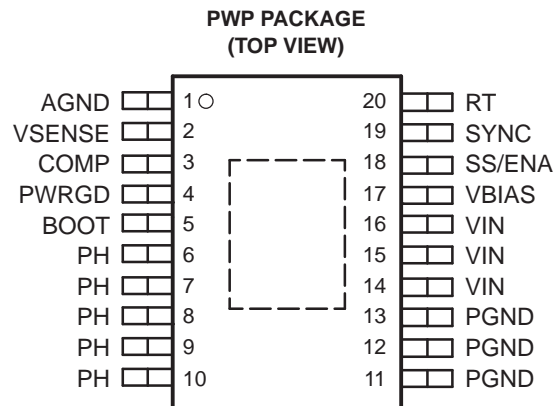 PWP PACKAGE
(TOP VIEW)
AGND 1 20 RT
VSENSE 2 19 SYNC
COMP 3 18 SS/ENA
PWRGD 4 17 VBIAS
BOOT 5 16 VIN
PH 6 15 VIN
PH 7 14 VIN
PH 8 13 PGND
PH 9 12 PGND
PH 10 11 PGND